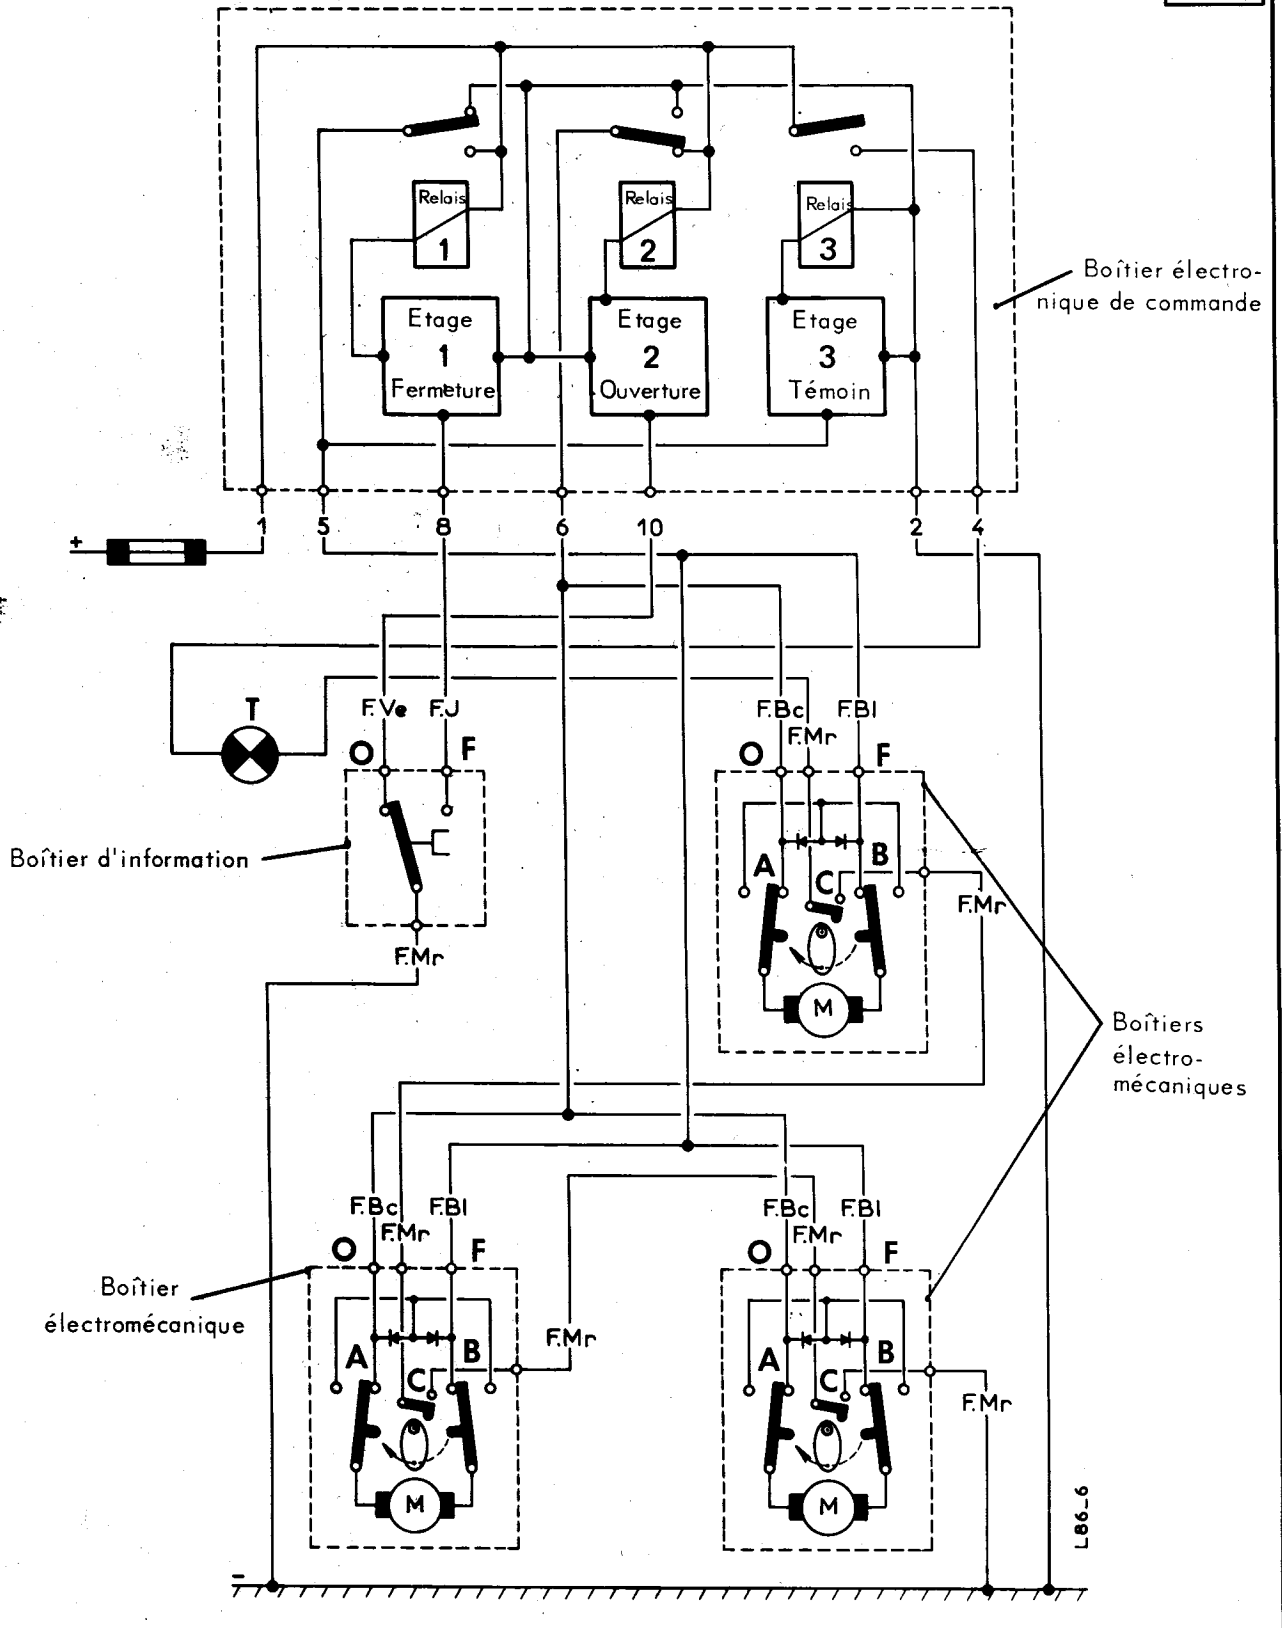 Relais
1
Relais
2
Relais
3
Boîtier électro-
nique de commande
Etage
1
Fermeture
Etage
2
Ouverture
Etage
3
Témoin
1
5
8
6
10
2
4
+
T
F.Ve
F.J
F.Bc
F.Mr
F.Bl
O
F
O
F
Boîtier d'information
A
B
C
F.Mr
F.Mr
M
Boîtiers
électro-
mécaniques
F.Bc
F.Mr
F.Bl
F.Bc
F.Mr
F.Bl
O
F
O
F
Boîtier
électromécanique
F.Mr
A
B
C
A
B
C
F.Mr
M
M
L86_6
-